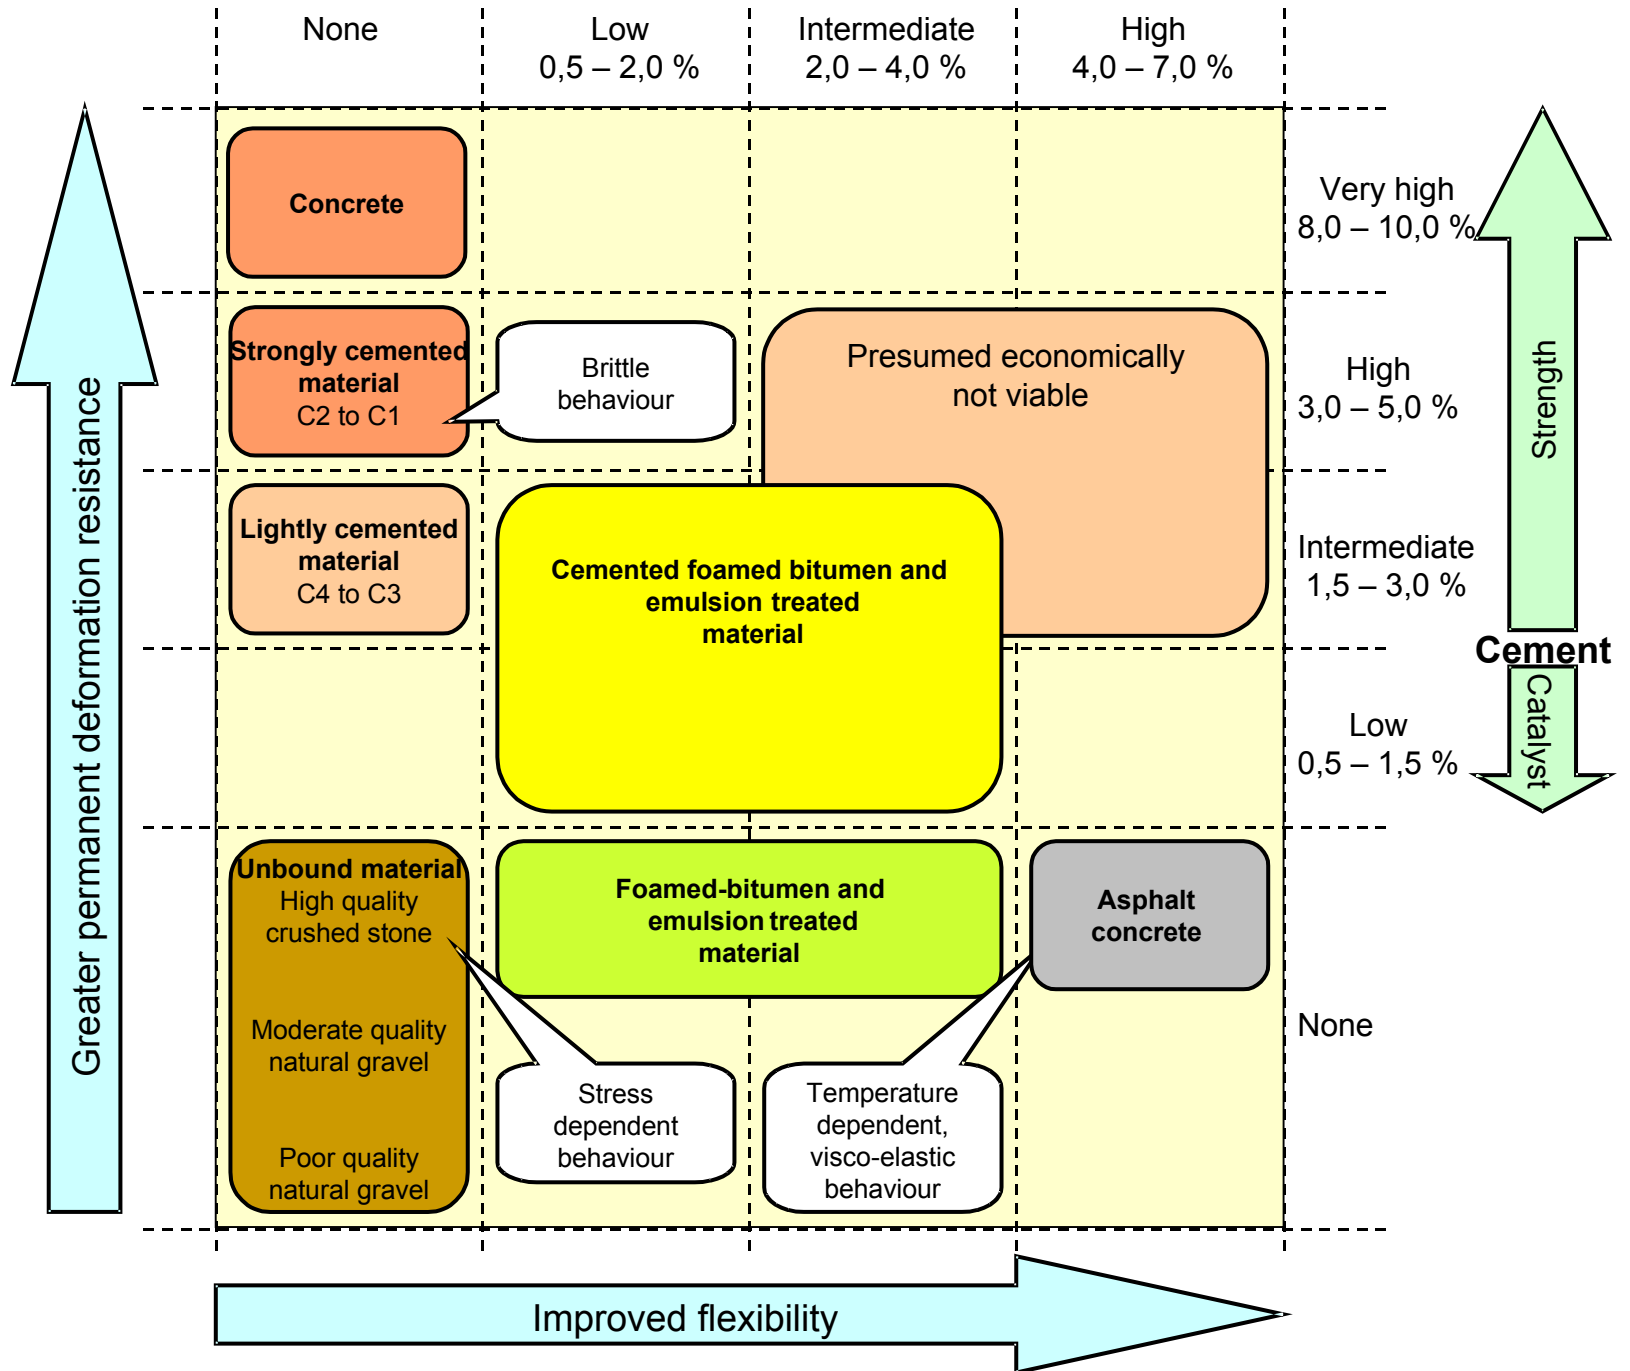 None
Low
Intermediate
High
0,5 – 2,0 %
2,0 – 4,0 %
4,0 – 7,0 %
Greater permanent deformation resistance
Concrete
Very high
8,0 – 10,0 %
Strongly cemented
material
C2 to C1
Brittle
behaviour
Presumed economically
not viable
High
3,0 – 5,0 %
Strength
Lightly cemented
material
C4 to C3
Cemented foamed bitumen and
emulsion treated
material
Intermediate
1,5 – 3,0 %
Cement
Catalyst
Low
0,5 – 1,5 %
Unbound material
High quality
crushed stone
Moderate quality
natural gravel
Poor quality
natural gravel
Foamed-bitumen and
emulsion treated
material
Asphalt
concrete
Stress
dependent
behaviour
Temperature
dependent,
visco-elastic
behaviour
None
Improved flexibility